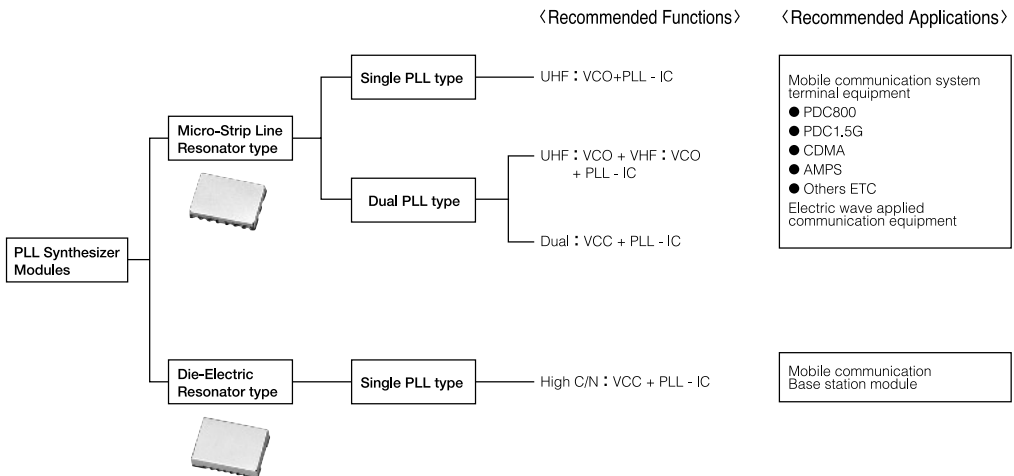 〈Recommended Functions〉
〈Recommended Applications〉
PLL Synthesizer
Modules
Micro-Strip Line
Resonator type
Single PLL type
UHF : VCO+PLL - IC
Dual PLL type
UHF : VCO + VHF : VCO
+ PLL - IC
Dual : VCC + PLL - IC
Mobile communication system
terminal equipment
● PDC800
● PDC1.5G
● CDMA
● AMPS
● Others ETC
Electric wave applied
communication equipment
Die-Electric
Resonator type
Single PLL type
High C/N : VCC + PLL - IC
Mobile communication
Base station module